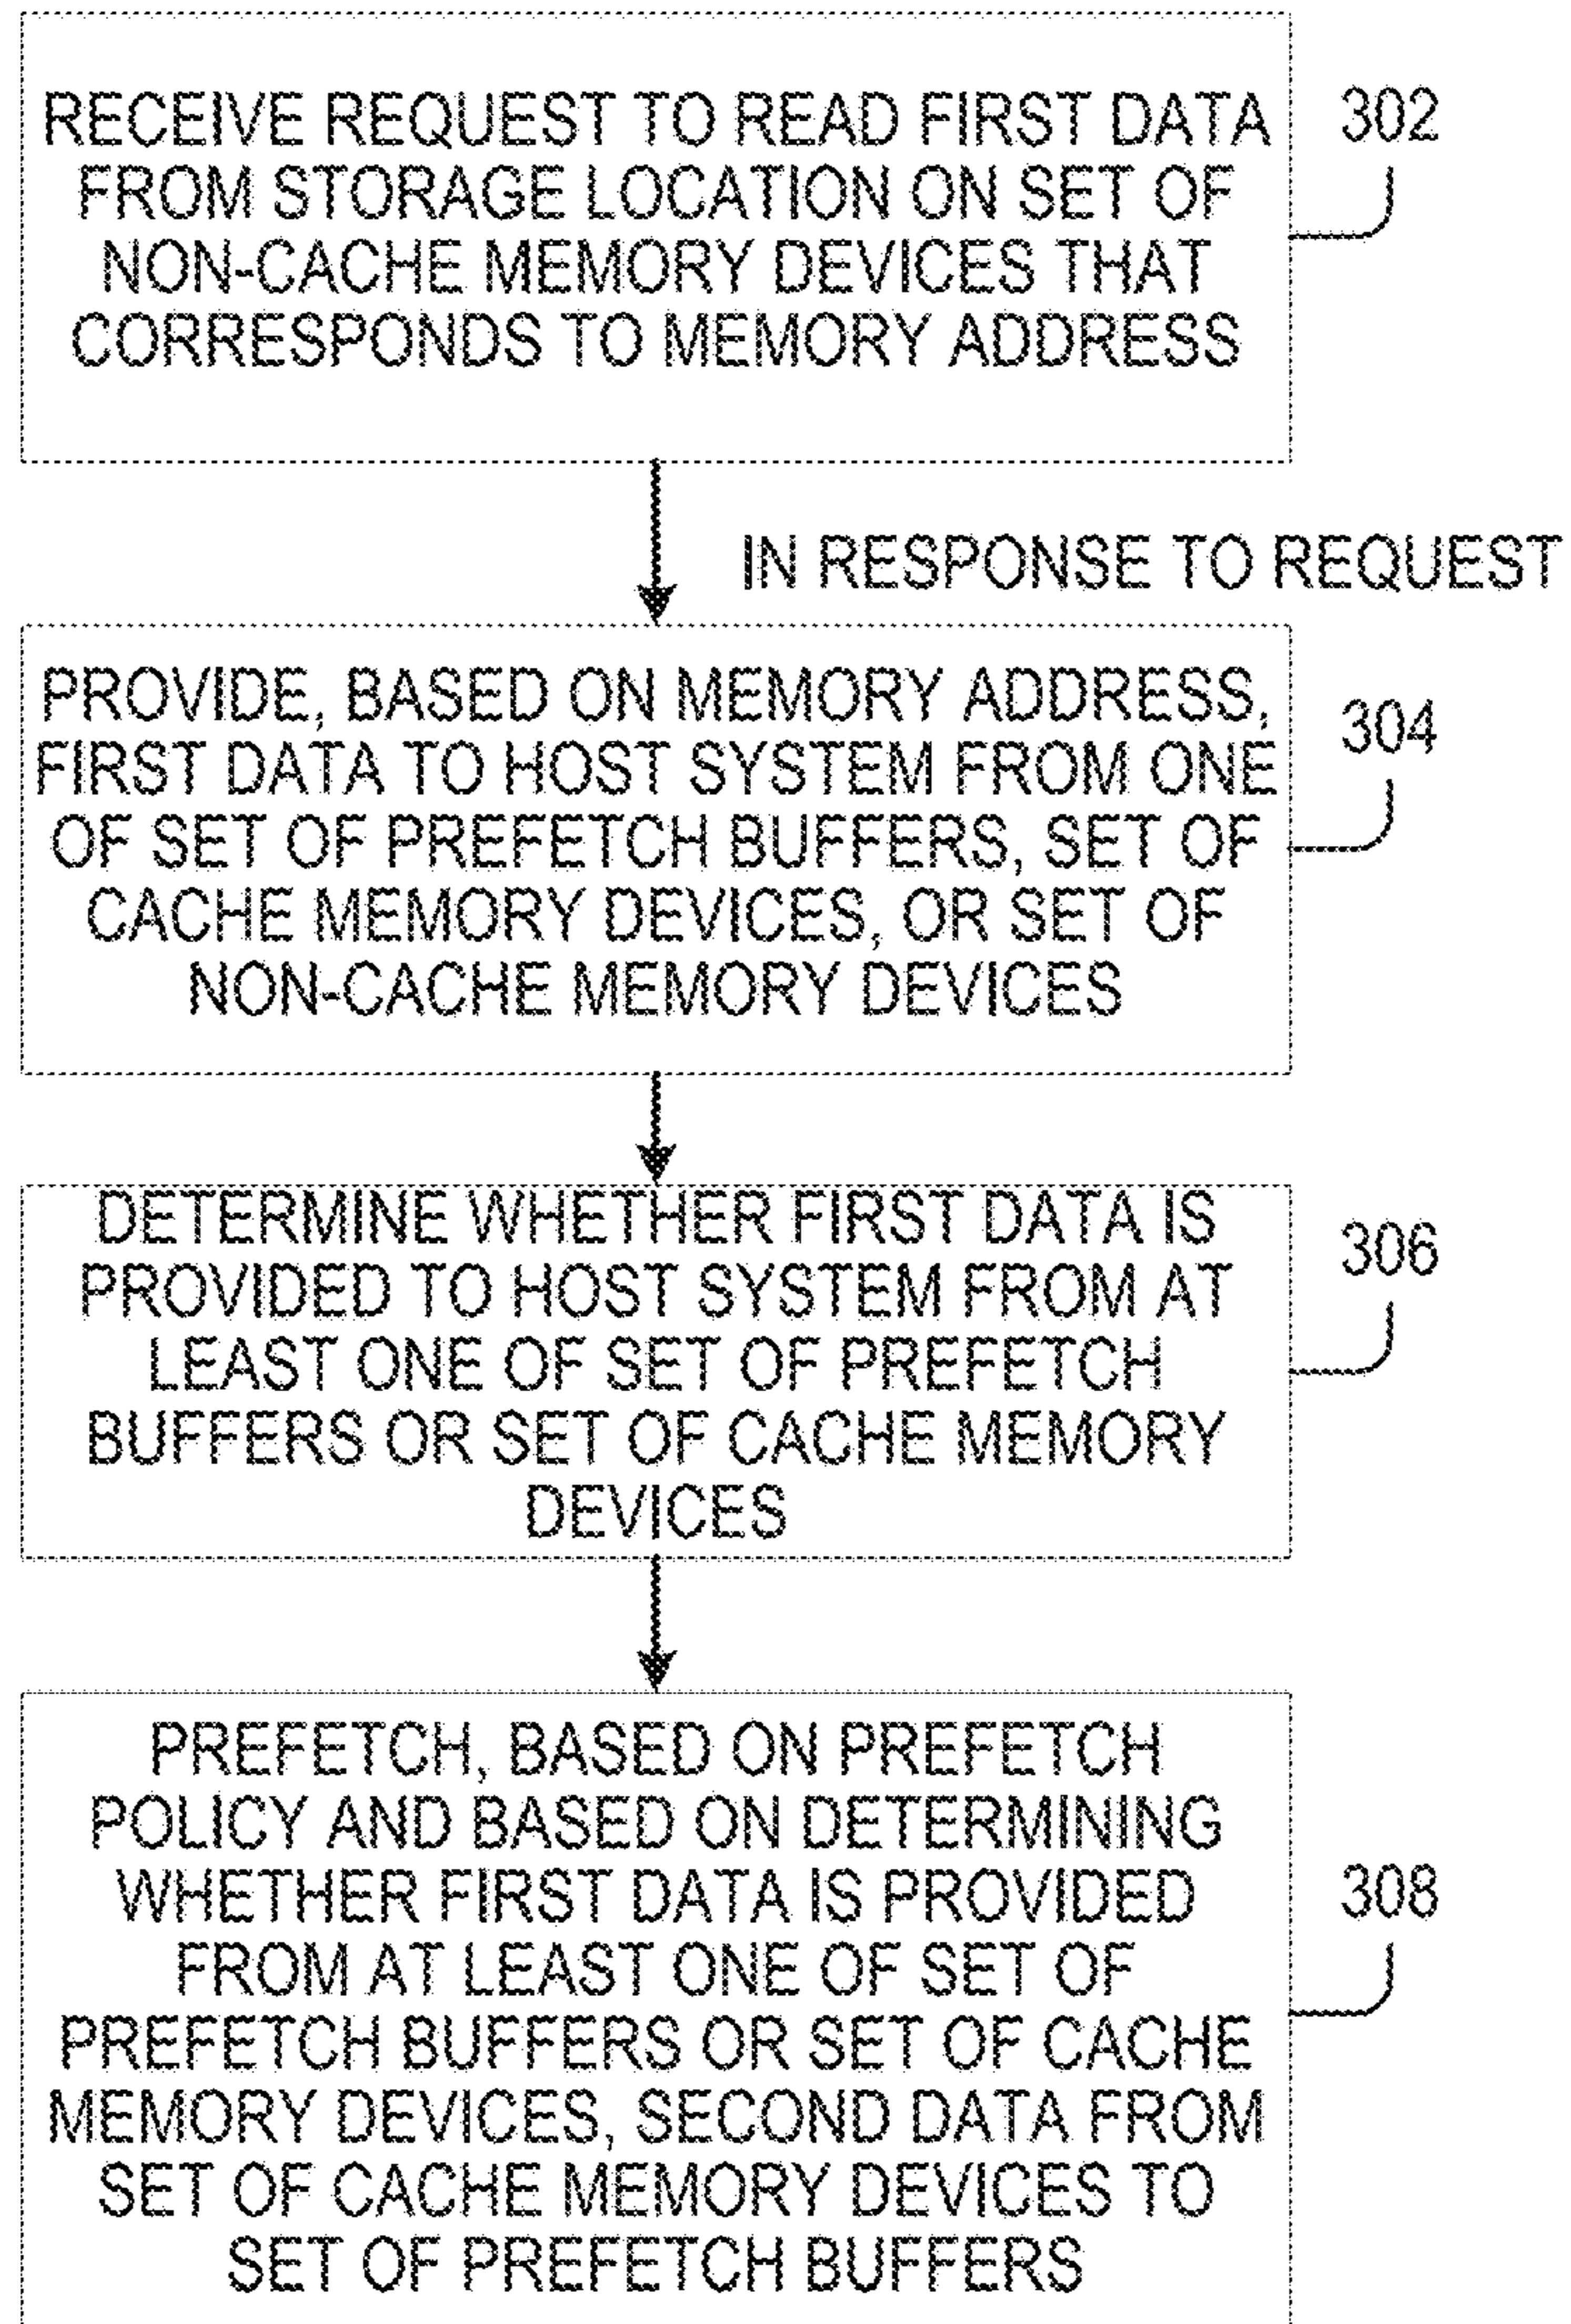 RECEIVE REQUEST TO READ FIRST DATA
FROM STORAGE LOCATION ON SET OF
NON-CACHE MEMORY DEVICES THAT
CORRESPONDS TO MEMORY ADDRESS
302
IN RESPONSE TO REQUEST
PROVIDE, BASED ON MEMORY ADDRESS,
FIRST DATA TO HOST SYSTEM FROM ONE
OF SET OF PREFETCH BUFFERS, SET OF
CACHE MEMORY DEVICES, OR SET OF
NON-CACHE MEMORY DEVICES
304
DETERMINE WHETHER FIRST DATA IS
PROVIDED TO HOST SYSTEM FROM AT
LEAST ONE OF SET OF PREFETCH
BUFFERS OR SET OF CACHE MEMORY
DEVICES
306
PREFETCH, BASED ON PREFETCH
POLICY AND BASED ON DETERMINING
WHETHER FIRST DATA IS PROVIDED
FROM AT LEAST ONE OF SET OF
PREFETCH BUFFERS OR SET OF CACHE
MEMORY DEVICES, SECOND DATA FROM
SET OF CACHE MEMORY DEVICES TO
SET OF PREFETCH BUFFERS
308